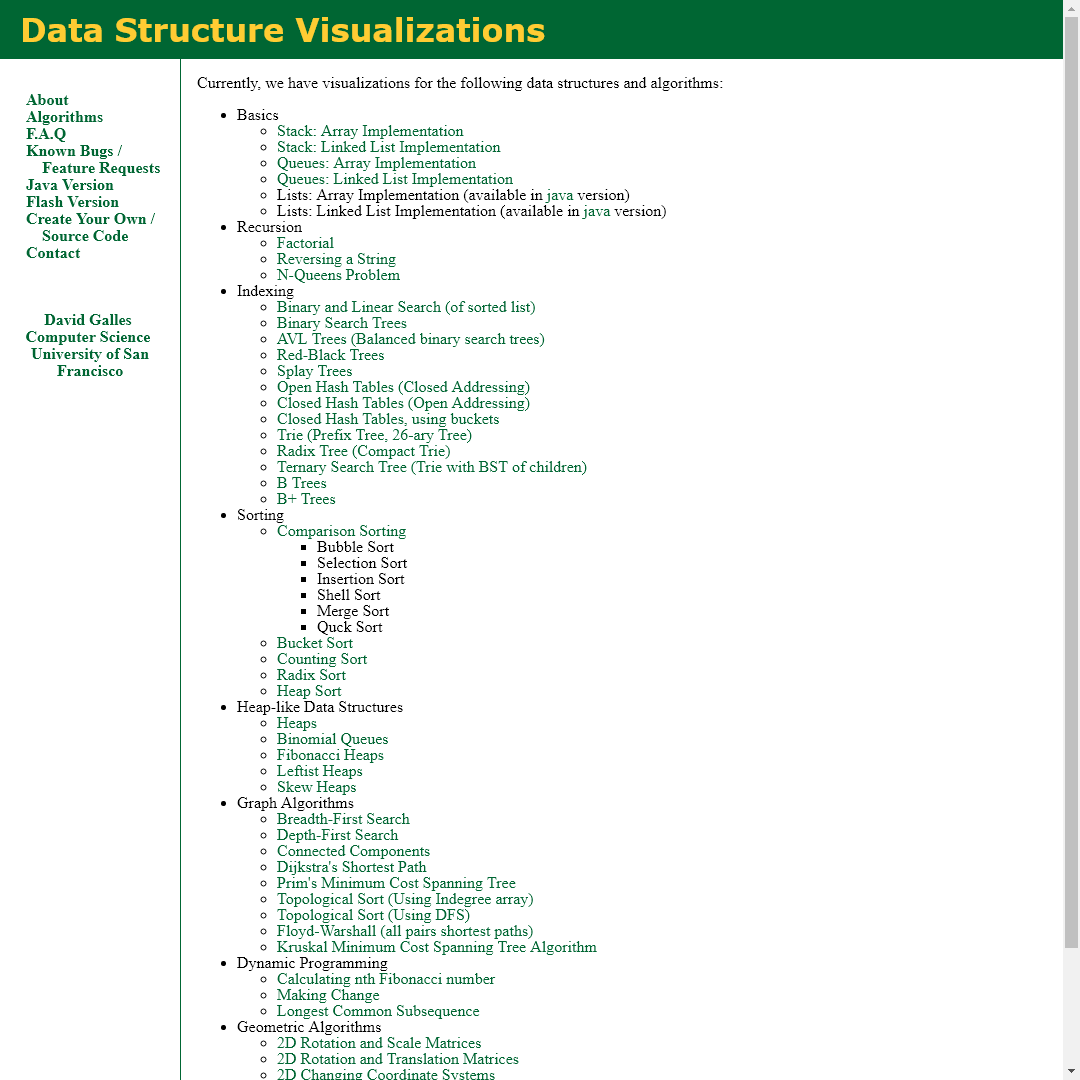 Data Structure Visualizations
About
Algorithms
F.A.Q
Known Bugs /
Feature Requests
Java Version
Flash Version
Create Your Own /
Source Code
Contact
David Galles
Computer Science
University of San
Francisco
Currently, we have visualizations for the following data structures and algorithms:
Basics
Stack: Array Implementation
Stack: Linked List Implementation
Queues: Array Implementation
Queues: Linked List Implementation
Lists: Array Implementation (available in java version)
Lists: Linked List Implementation (available in java version)
Recursion
Factorial
Reversing a String
N-Queens Problem
Indexing
Binary and Linear Search (of sorted list)
Binary Search Trees
AVL Trees (Balanced binary search trees)
Red-Black Trees
Splay Trees
Open Hash Tables (Closed Addressing)
Closed Hash Tables (Open Addressing)
Closed Hash Tables, using buckets
Trie (Prefix Tree, 26-ary Tree)
Radix Tree (Compact Trie)
Ternary Search Tree (Trie with BST of children)
B Trees
B+ Trees
Sorting
Comparison Sorting
Bubble Sort
Selection Sort
Insertion Sort
Shell Sort
Merge Sort
Quck Sort
Bucket Sort
Counting Sort
Radix Sort
Heap Sort
Heap-like Data Structures
Heaps
Binomial Queues
Fibonacci Heaps
Leftist Heaps
Skew Heaps
Graph Algorithms
Breadth-First Search
Depth-First Search
Connected Components
Dijkstra's Shortest Path
Prim's Minimum Cost Spanning Tree
Topological Sort (Using Indegree array)
Topological Sort (Using DFS)
Floyd-Warshall (all pairs shortest paths)
Kruskal Minimum Cost Spanning Tree Algorithm
Dynamic Programming
Calculating nth Fibonacci number
Making Change
Longest Common Subsequence
Geometric Algorithms
2D Rotation and Scale Matrices
2D Rotation and Translation Matrices
2D Changing Coordinate Systems